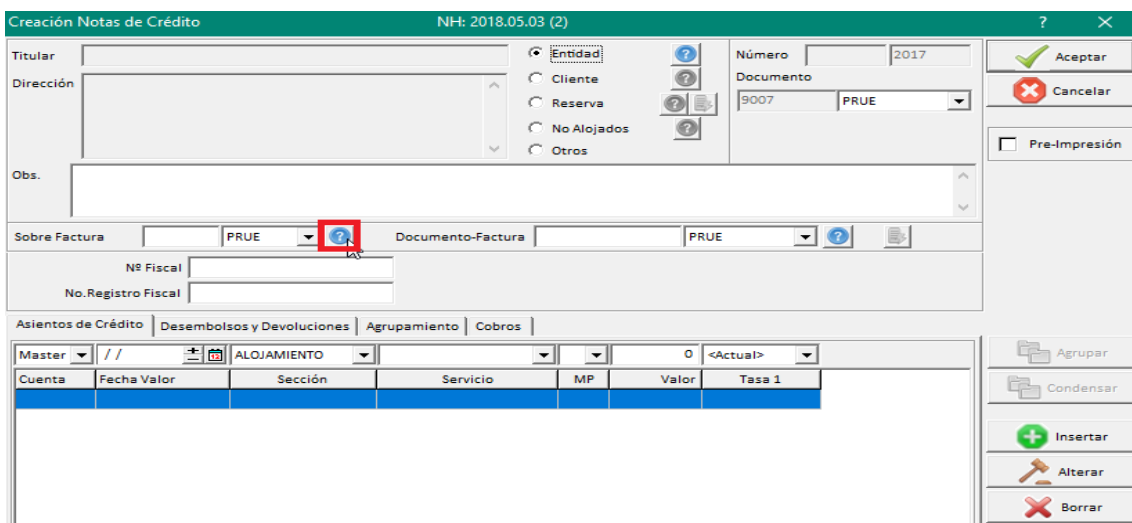 Creación Notas de Crédito NH: 2018.05.03 (2) ?
Titular Entidad ? Número 2017 Aceptar
Dirección Cliente ? Documento Cancelar
Reserva ? 9007 PRUE
No Alojados ? Pre-Impresión
Otros
Obs.
Sobre Factura PRUE ? Documento-Factura PRUE ?
Nº Fiscal
No.Registro Fiscal
Asientos de Crédito Desembolsos y Devoluciones Agrupamiento Cobros
Master / / 12 ALOJAMIENTO 0 <Actual> Agrupar
Cuenta Fecha Valor Sección Servicio MP Valor Tasa 1
Condensar
Insertar
Alterar
Borrar